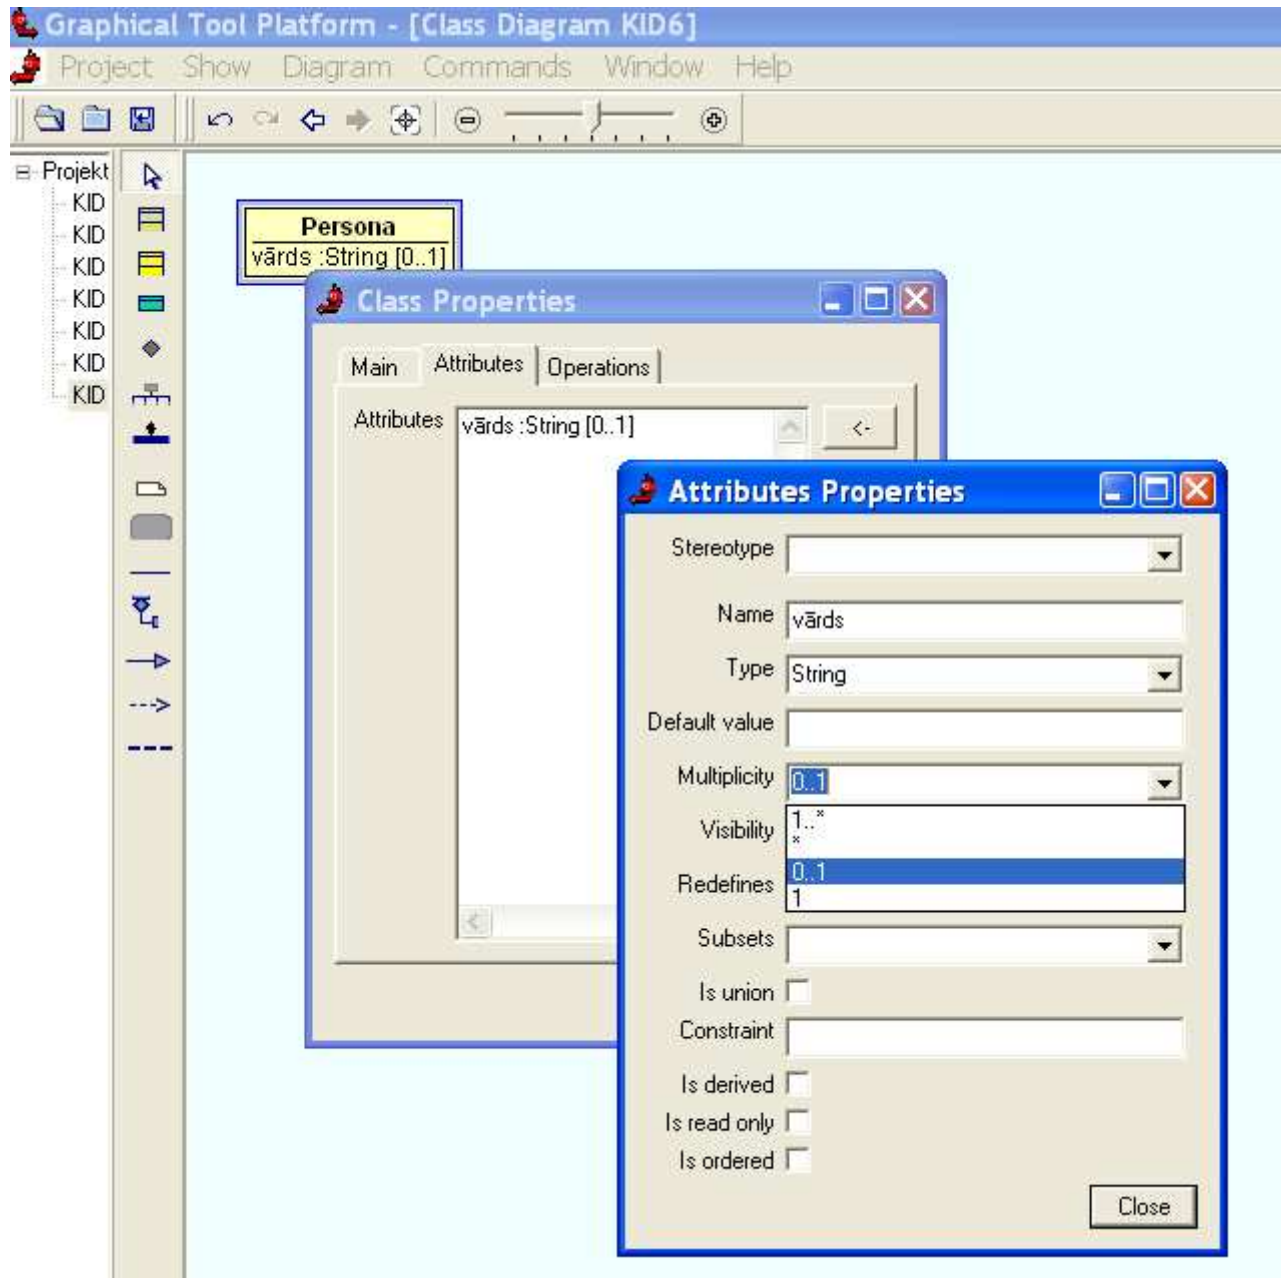 Graphical Tool Platform - [Class Diagram KID6]
Project Show Diagram Commands Window Help
Projekt
KID
KID
KID
KID
KID
KID
KID
Persona
vārds :String [0..1]
Class Properties
Main Attributes Operations
Attributes
vārds :String [0..1]
<-
Attributes Properties
Stereotype
Name vārds
Type String
Default value
Multiplicity 0..1
1..*
Visibility
*
0..1
Redefines
1
Subsets
Is union
Constraint
Is derived
Is read only
Is ordered
Close